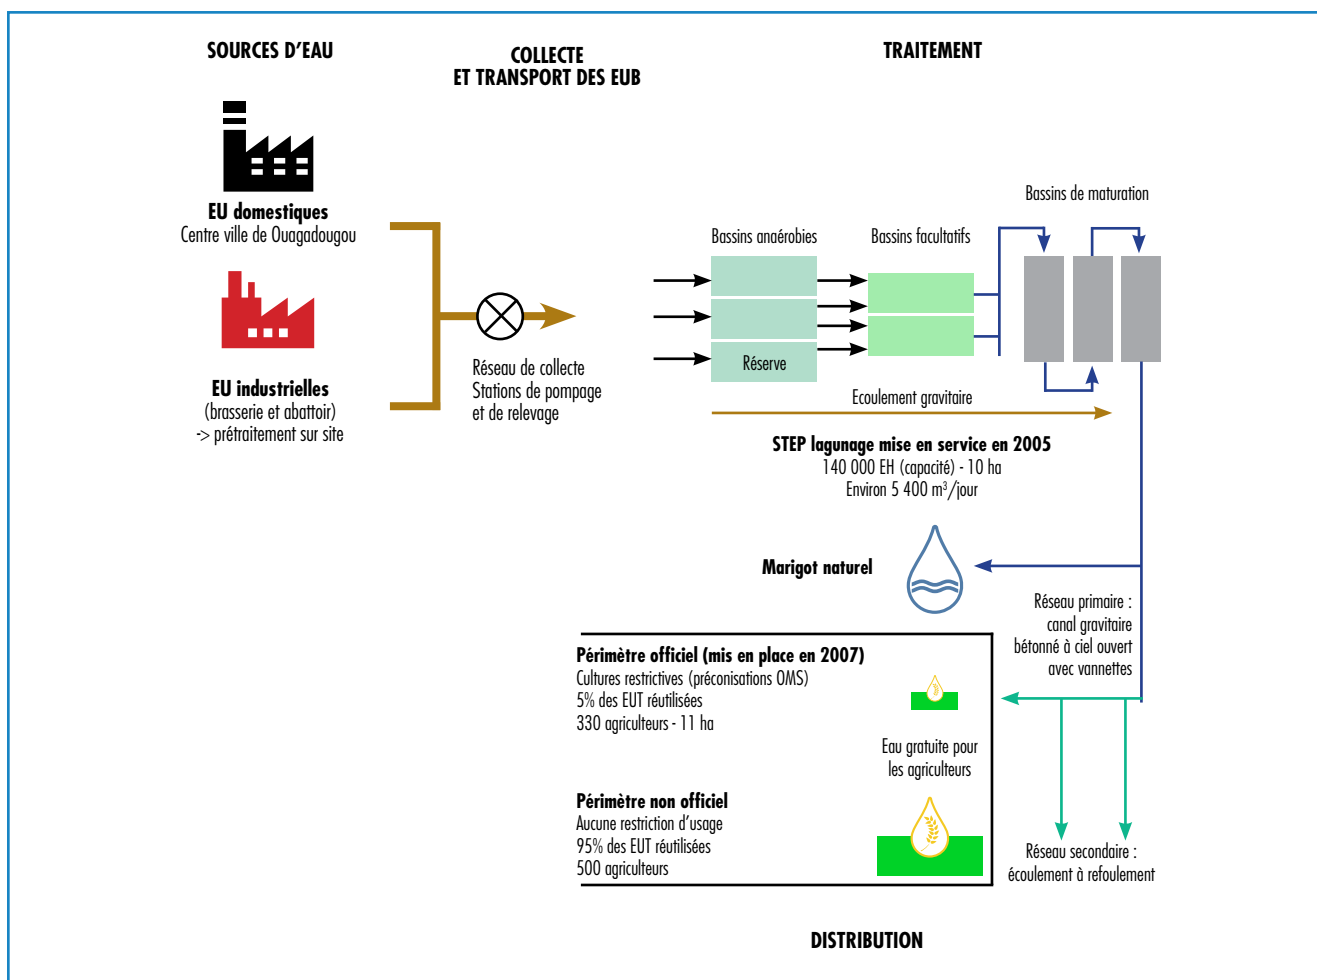 SOURCES D'EAU
COLLECTE
ET TRANSPORT DES EUB
TRAITEMENT
EU domestiques
Centre ville de Ouagadougou
EU industrielles
(brasserie et abattoir)
-> prétraitement sur site
Réseau de collecte
Stations de pompage
et de relevage
Bassins anaérobies
Bassins facultatifs
Bassins de maturation
Réserve
Ecoulement gravitaire
STEP lagunage mise en service en 2005
140 000 EH (capacité) - 10 ha
Environ 5 400 m³/jour
Marigot naturel
Réseau primaire :
canal gravitaire
bétonné à ciel ouvert
avec vannettes
Périmètre officiel (mis en place en 2007)
Cultures restrictives (préconisations OMS)
5% des EUT réutilisées
330 agriculteurs - 11 ha
Eau gratuite pour
les agriculteurs
Périmètre non officiel
Aucune restriction d'usage
95% des EUT réutilisées
500 agriculteurs
Réseau secondaire :
écoulement à refoulement
DISTRIBUTION